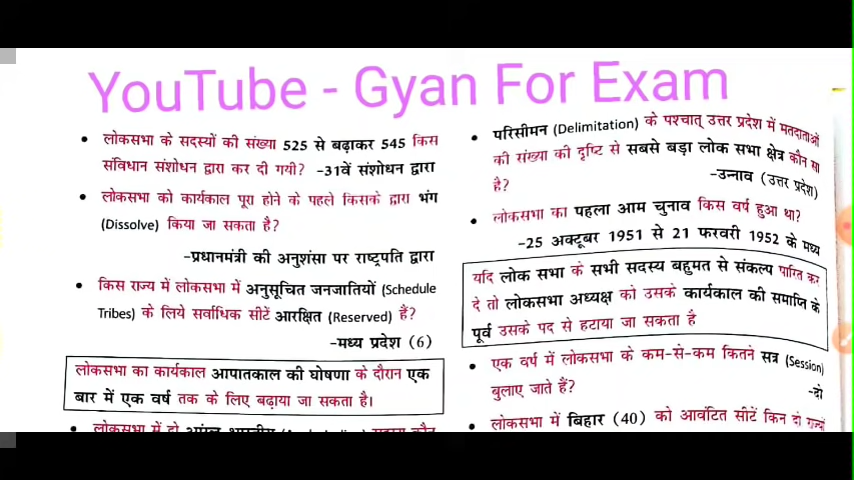 YouTube - Gyan For Exam
• लोकसभा के सदस्यों की संख्या 525 से बढ़ाकर 545 किस
संविधान संशोधन द्वारा कर दी गयी? -31वें संशोधन द्वारा
• लोकसभा को कार्यकाल पूरा होने के पहले किसके द्वारा भंग
(Dissolve) किया जा सकता है?
-प्रधानमंत्री की अनुशंसा पर राष्ट्रपति द्वारा
• किस राज्य में लोकसभा में अनुसूचित जनजातियों (Schedule
Tribes) के लिये सर्वाधिक सीटें आरक्षित (Reserved) हैं?
-मध्य प्रदेश (6)
लोकसभा का कार्यकाल आपातकाल की घोषणा के दौरान एक
बार में एक वर्ष तक के लिए बढ़ाया जा सकता है।
• लोकसभा में दो
• परिसीमन (Delimitation) के पश्चात् उत्तर प्रदेश में मतदाताओं
की संख्या की दृष्टि से सबसे बड़ा लोक सभा क्षेत्र कौन सा
है? -उन्नाव (उत्तर प्रदेश)
• लोकसभा का पहला आम चुनाव किस वर्ष हुआ था?
-25 अक्टूबर 1951 से 21 फरवरी 1952 के मध्य
यदि लोक सभा के सभी सदस्य बहुमत से संकल्प पारित कर
दे तो लोकसभा अध्यक्ष को उसके कार्यकाल की समाप्ति के
पूर्व उसके पद से हटाया जा सकता है
• एक वर्ष में लोकसभा के कम-से-कम कितने सत्र (Session)
बुलाए जाते हैं? -दो
• लोकसभा में बिहार (40) को आवंटित सीटें किन दो राज्यों